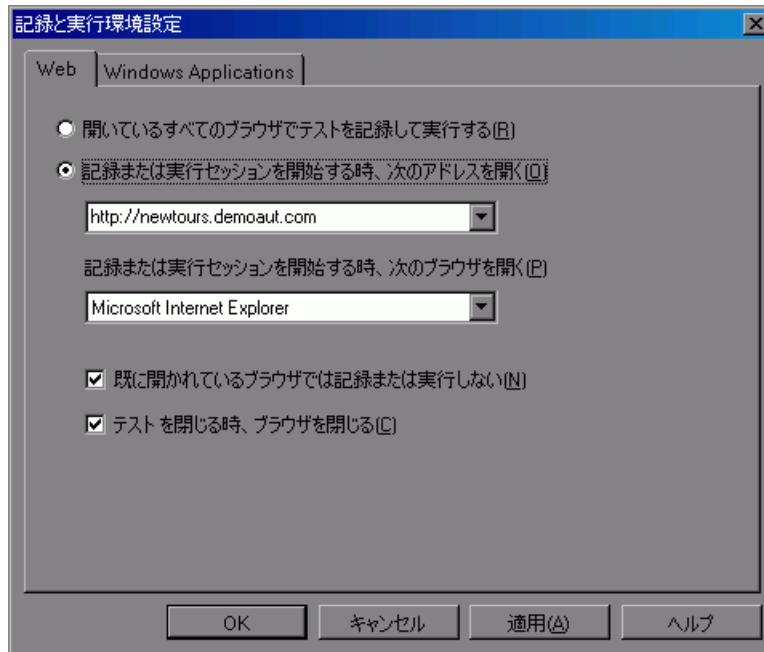 記録と実行環境設定
Web
Windows Applications
開いているすべてのブラウザでテストを記録して実行する(R)
記録または実行セッションを開始する時、次のアドレスを開く(O)
http://newtours.demoaut.com
記録または実行セッションを開始する時、次のブラウザを開く(P)
Microsoft Internet Explorer
既に開かれているブラウザでは記録または実行しない(N)
テストを閉じる時、ブラウザを閉じる(C)
OK
キャンセル
適用(A)
ヘルプ